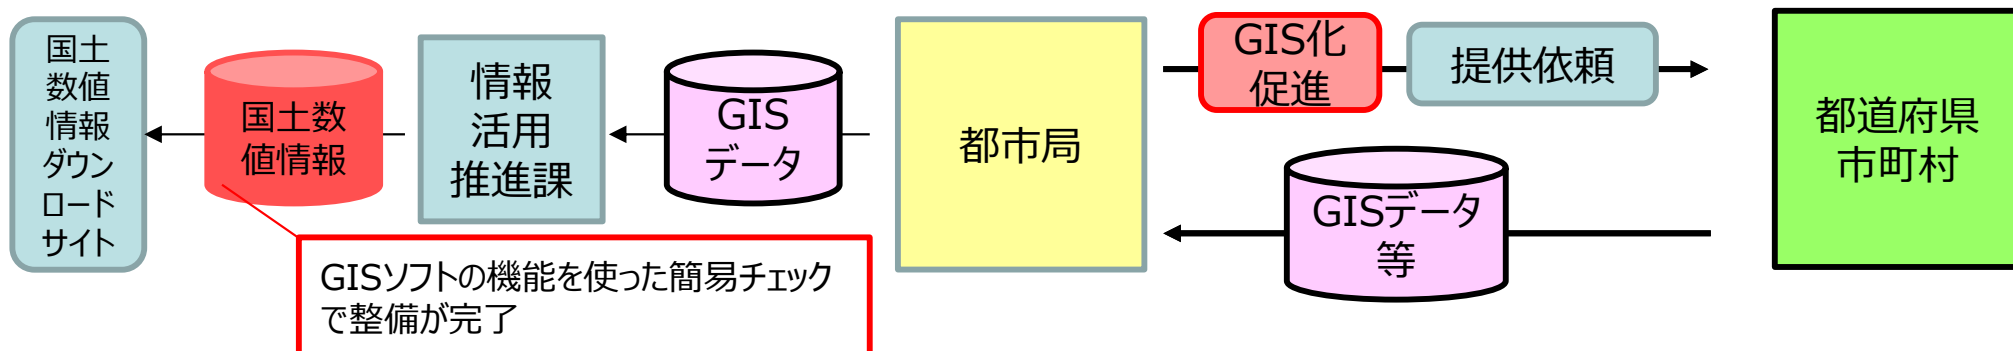 国土
数値
情報
ダウン
ロード
サイト
国土数
値情報
情報
活用
推進課
GIS
データ
都市局
GIS化
促進
提供依頼
GISデータ
等
都道府県
市町村
GISソフトの機能を使った簡易チェック
で整備が完了